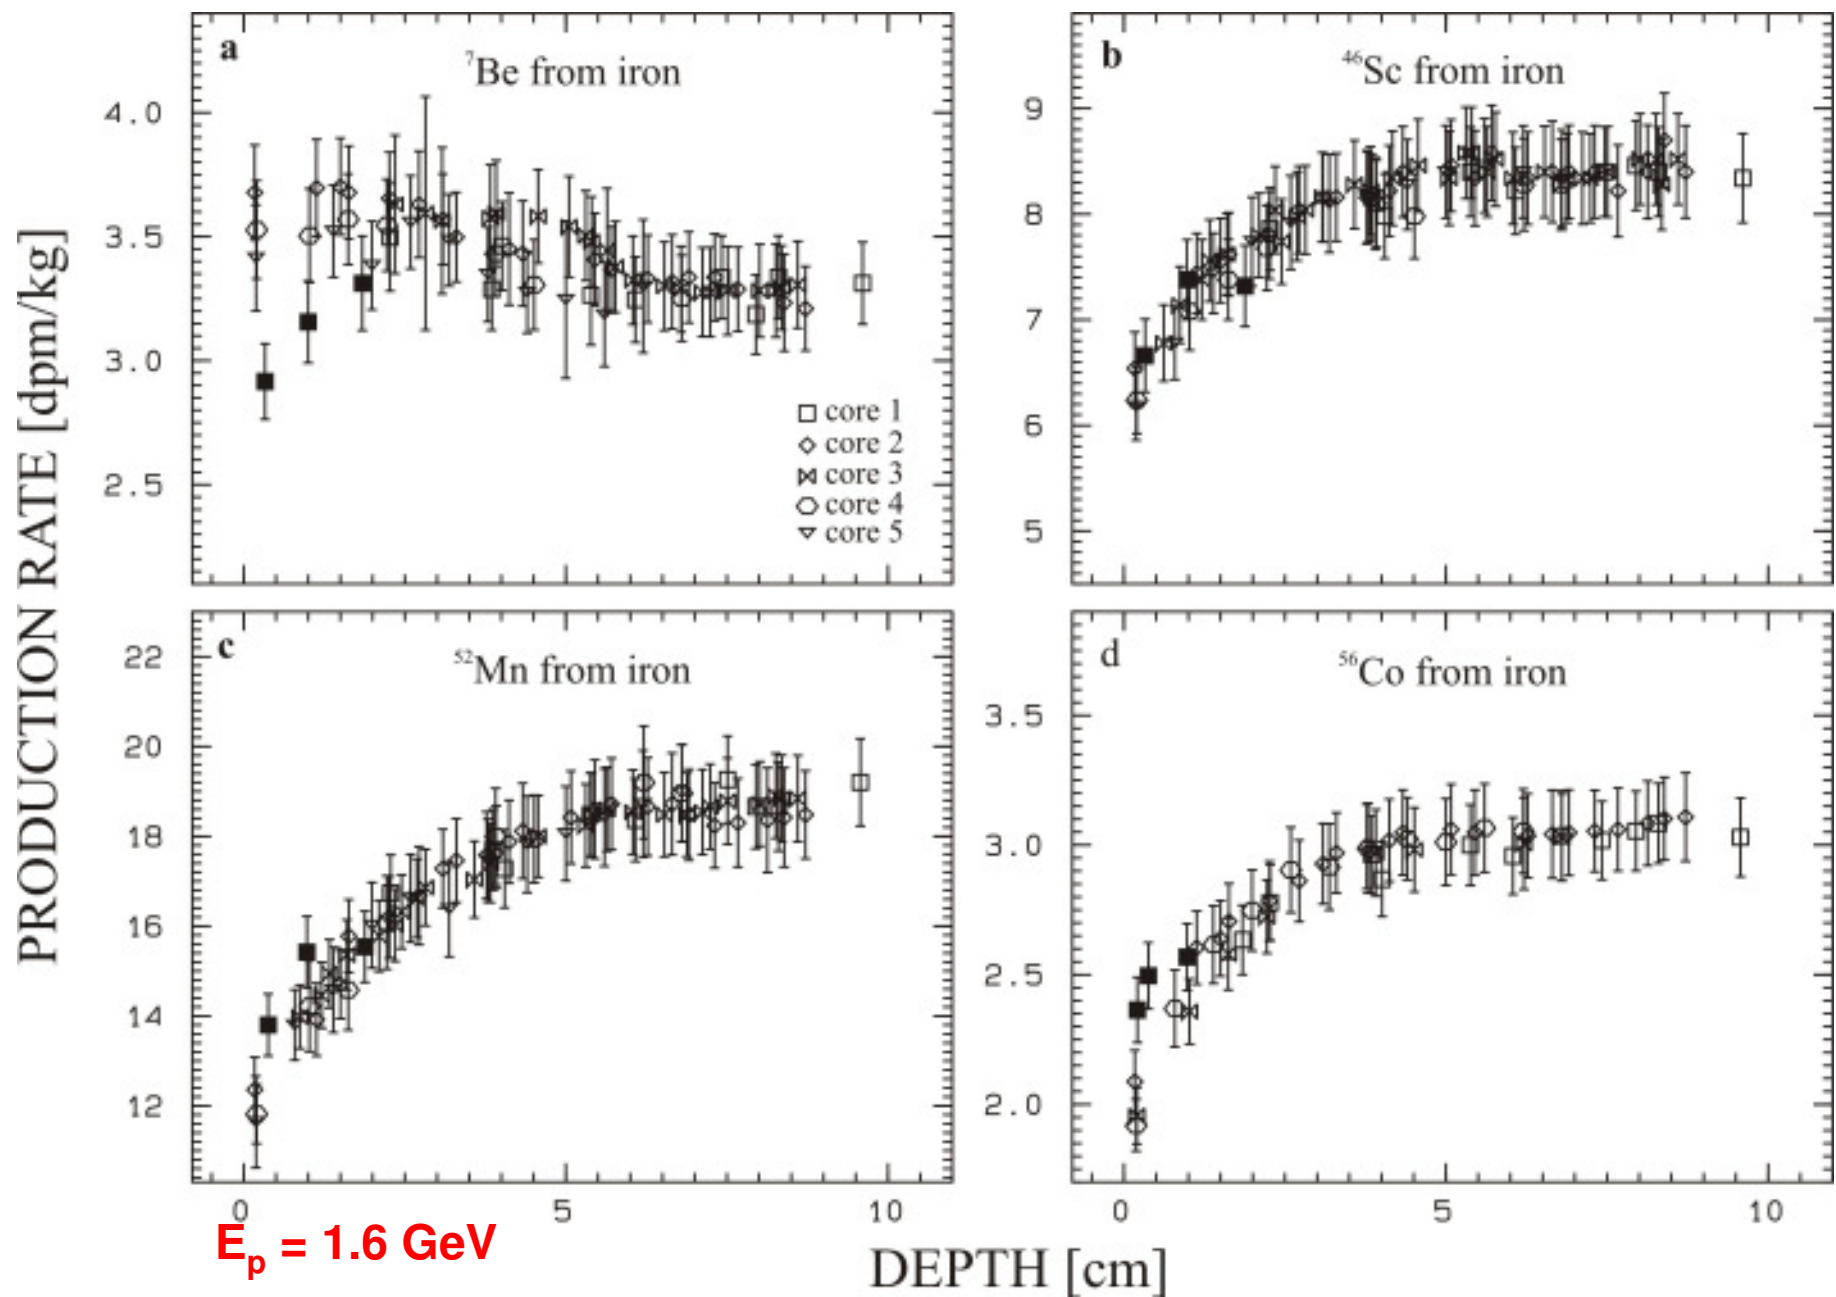 PRODUCTION RATE [dpm/kg]
a
⁷Be from iron
4.0
3.5
3.0
2.5
core 1
core 2
core 3
core 4
core 5
b
⁴⁶Sc from iron
9
8
7
6
5
c
⁵²Mn from iron
22
20
18
16
14
12
0 5 10
d
⁵⁶Co from iron
3.5
3.0
2.5
2.0
0 5 10
Eₚ = 1.6 GeV
DEPTH [cm]